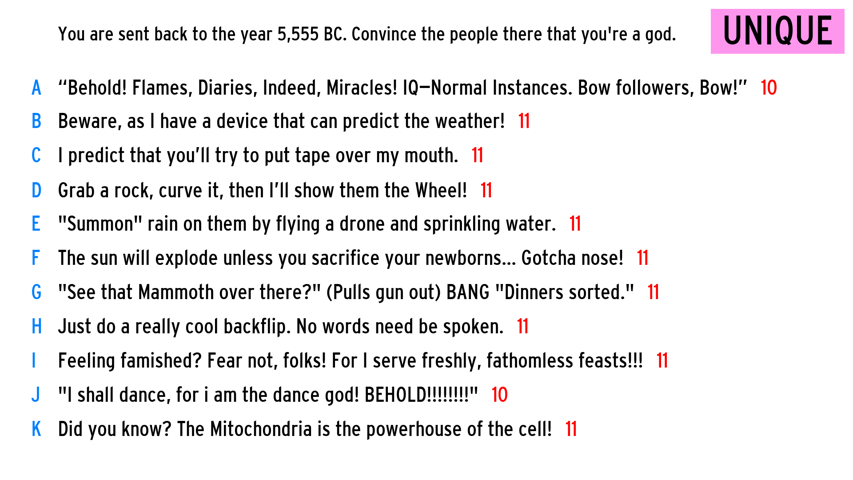 You are sent back to the year 5,555 BC. Convince the people there that you're a god.
UNIQUE
A “Behold! Flames, Diaries, Indeed, Miracles! IQ—Normal Instances. Bow followers, Bow!” 10
B Beware, as I have a device that can predict the weather! 11
C I predict that you’ll try to put tape over my mouth. 11
D Grab a rock, curve it, then I’ll show them the Wheel! 11
E "Summon" rain on them by flying a drone and sprinkling water. 11
F The sun will explode unless you sacrifice your newborns... Gotcha nose! 11
G "See that Mammoth over there?" (Pulls gun out) BANG "Dinners sorted." 11
H Just do a really cool backflip. No words need be spoken. 11
I Feeling famished? Fear not, folks! For I serve freshly, fathomless feasts!!! 11
J "I shall dance, for i am the dance god! BEHOLD!!!!!!!!" 10
K Did you know? The Mitochondria is the powerhouse of the cell! 11